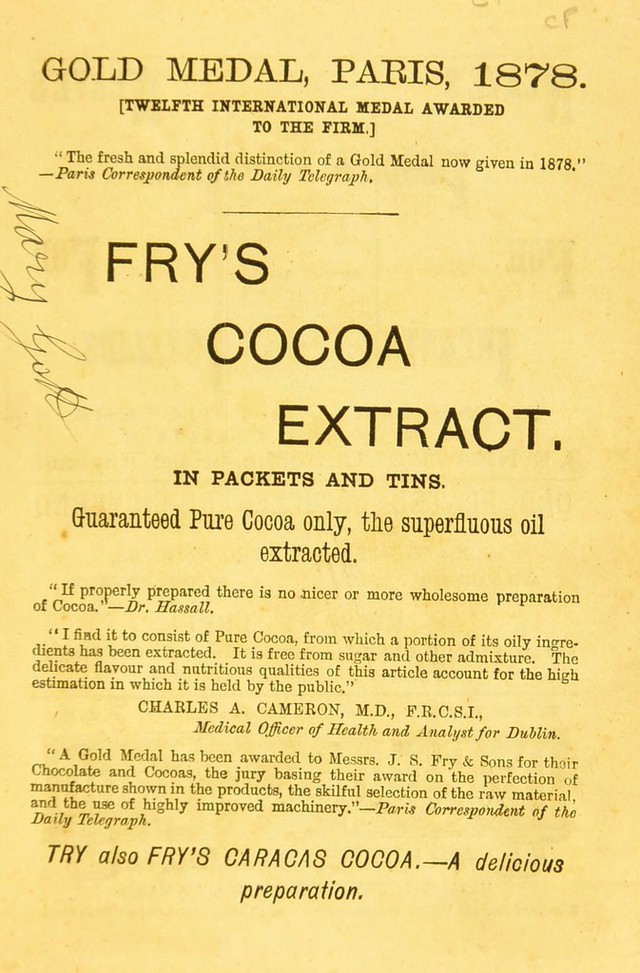 GOLD MEDAL, PARIS, 1878.
[TWELFTH INTERNATIONAL MEDAL AWARDED
TO THE FIRM.]
"The fresh and splendid distinction of a Gold Medal now given in 1878."
—Paris Correspondent of the Daily Telegraph.
Mary Gott
FRY'S
COCOA
EXTRACT.
IN PACKETS AND TINS.
Guaranteed Pure Cocoa only, the superfluous oil
extracted.
"If properly prepared there is no nicer or more wholesome preparation
of Cocoa."—Dr. Hassall.
"I find it to consist of Pure Cocoa, from which a portion of its oily ingre-
dients has been extracted. It is free from sugar and other admixture. The
delicate flavour and nutritious qualities of this article account for the high
estimation in which it is held by the public."
CHARLES A. CAMERON, M.D., F.R.C.S.I.,
Medical Officer of Health and Analyst for Dublin.
"A Gold Medal has been awarded to Messrs. J. S. Fry & Sons for their
Chocolate and Cocoas, the jury basing their award on the perfection of
manufacture shown in the products, the skilful selection of the raw material,
and the use of highly improved machinery."—Paris Correspondent of the
Daily Telegraph.
TRY also FRY'S CARACAS COCOA.—A delicious
preparation.